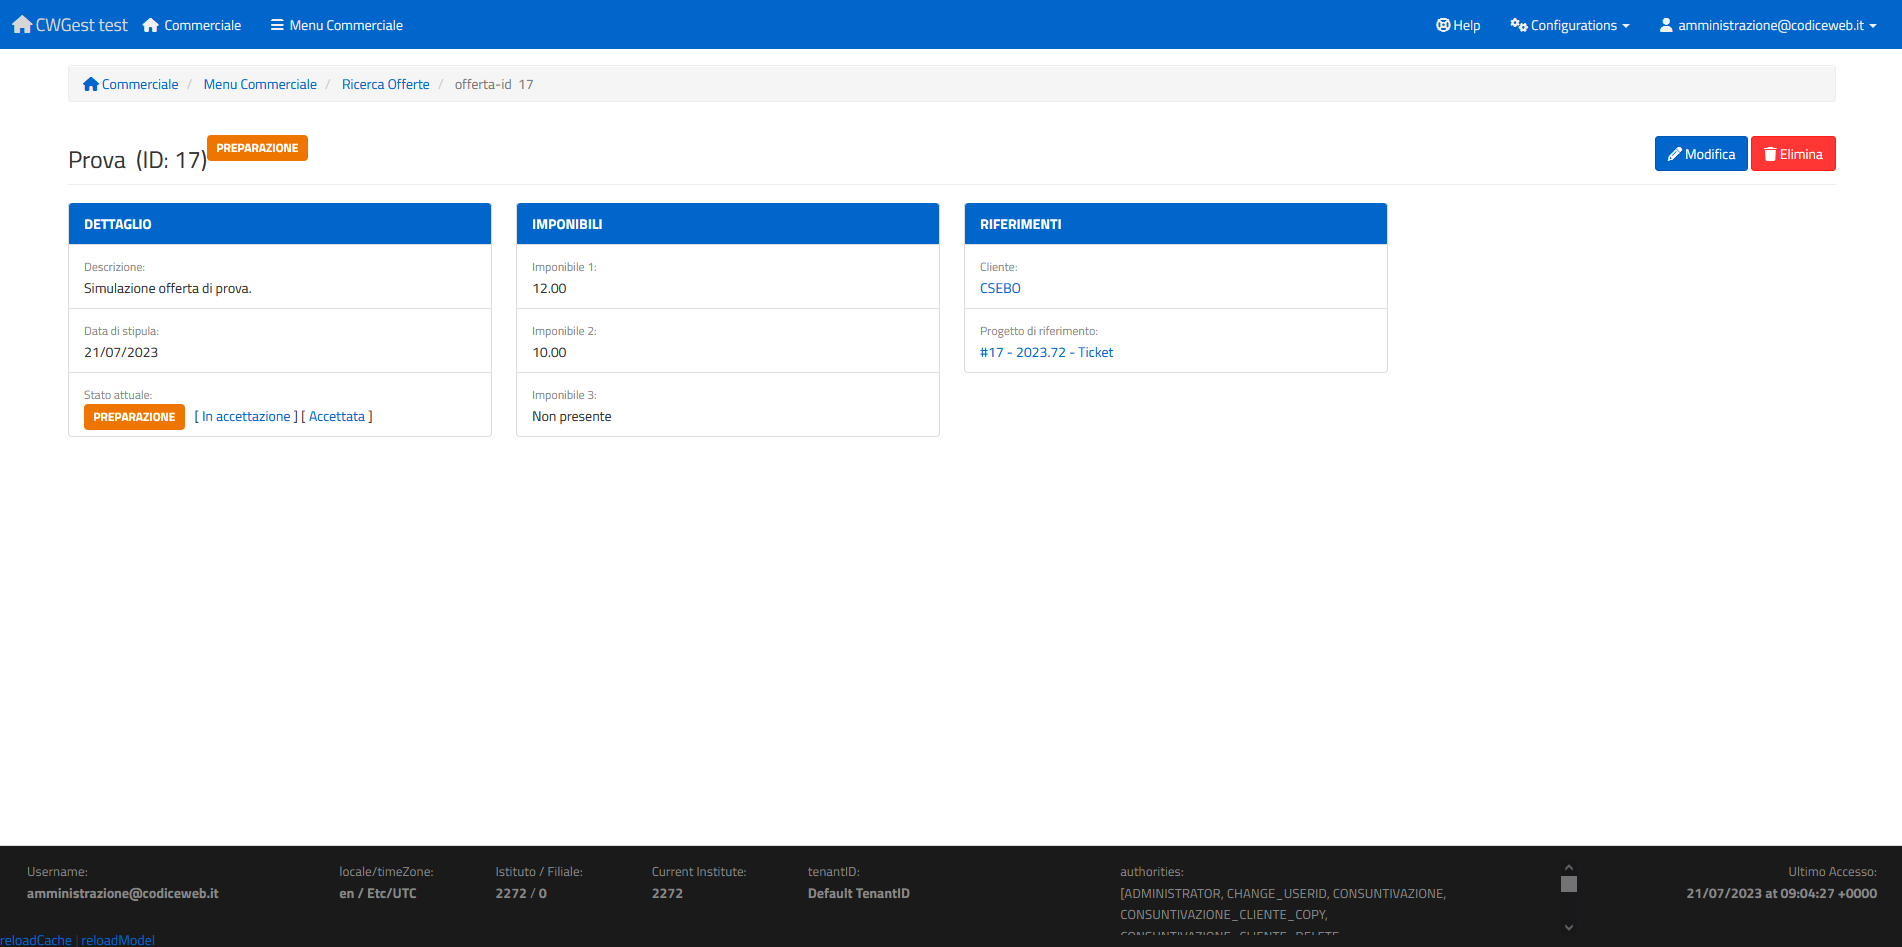 CWGest test Commerciale Menu Commerciale Help Configurations amministrazione@codiceweb.it
Commerciale / Menu Commerciale / Ricerca Offerte / offerta-id 17
Prova (ID: 17) PREPARAZIONE Modifica Elimina
DETTAGLIO
Descrizione:
Simulazione offerta di prova.
Data di stipula:
21/07/2023
Stato attuale:
PREPARAZIONE [ In accettazione ] [ Accettata ]
IMPONIBILI
Imponibile 1:
12.00
Imponibile 2:
10.00
Imponibile 3:
Non presente
RIFERIMENTI
Cliente:
CSEBO
Progetto di riferimento:
#17 - 2023.72 - Ticket
Username:
amministrazione@codiceweb.it
locale/timeZone:
en / Etc/UTC
Istituto / Filiale:
2272 / 0
Current Institute:
2272
tenantID:
Default TenantID
authorities:
[ADMINISTRATOR, CHANGE_USERID, CONSUNTIVAZIONE,
CONSUNTIVAZIONE_CLIENTE_COPY,
CONSUNTIVAZIONE_CLIENTE_DELETE,
Ultimo Accesso:
21/07/2023 at 09:04:27 +0000
reloadCache | reloadModel